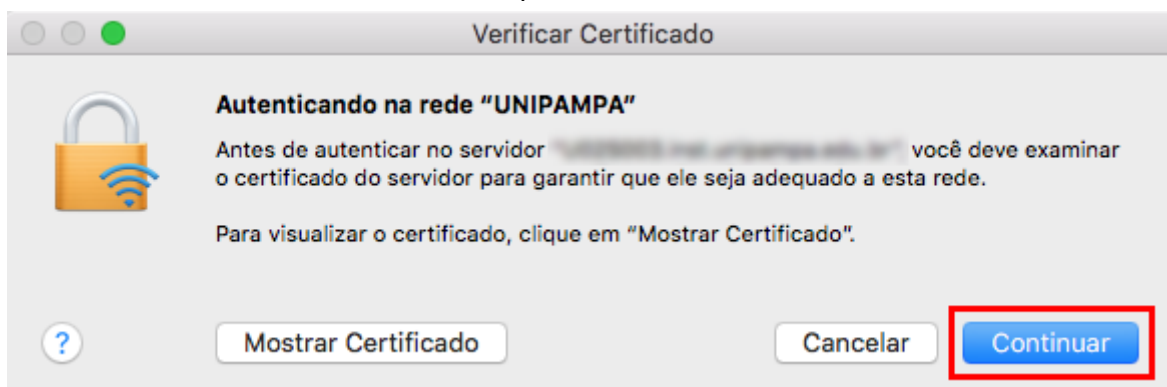 Verificar Certificado
Autenticando na rede “UNIPAMPA”
Antes de autenticar no servidor você deve examinar
o certificado do servidor para garantir que ele seja adequado a esta rede.
Para visualizar o certificado, clique em “Mostrar Certificado”.
? Mostrar Certificado Cancelar Continuar